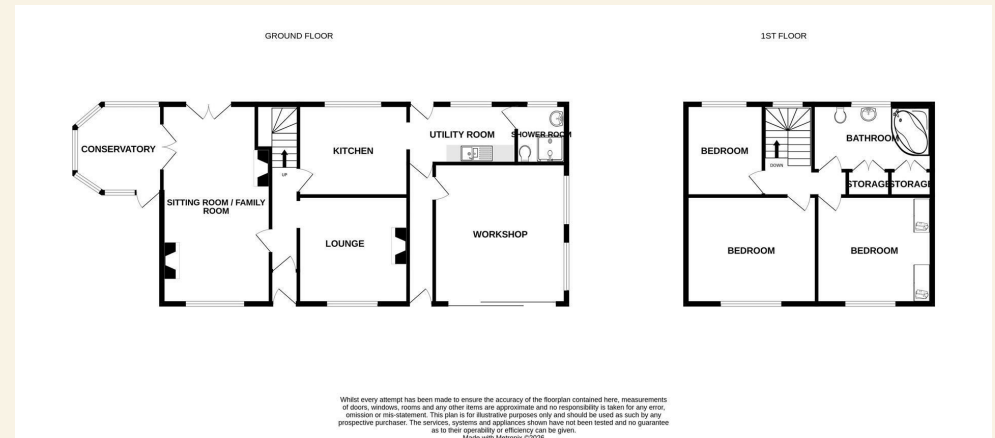 GROUND FLOOR
1ST FLOOR
CONSERVATORY
SITTING ROOM / FAMILY
ROOM
UP
KITCHEN
LOUNGE
UTILITY ROOM
SHOWER ROOM
WORKSHOP
BEDROOM
DOWN
BATHROOM
STORAGE
STORAGE
BEDROOM
BEDROOM
Whilst every attempt has been made to ensure the accuracy of the floorplan contained here, measurements
of doors, windows, rooms and any other items are approximate and no responsibility is taken for any error,
omission or mis-statement. This plan is for illustrative purposes only and should be used as such by any
prospective purchaser. The services, systems and appliances shown have not been tested and no guarantee
as to their operability or efficiency can be given.
Made with Metropix ©2026